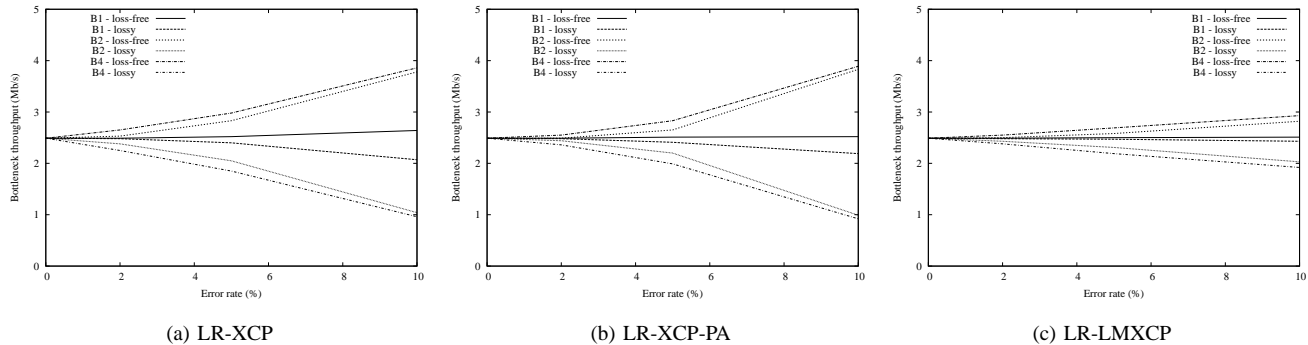 B1 - loss-free
B1 - lossy
B2 - loss-free
B2 - lossy
B4 - loss-free
B4 - lossy
Bottleneck throughput (Mb/s)
5
4
3
2
1
0
0 2 4 6 8 10
Error rate (%)
(a) LR-XCP
B1 - loss-free
B1 - lossy
B2 - loss-free
B2 - lossy
B4 - loss-free
B4 - lossy
Bottleneck throughput (Mb/s)
5
4
3
2
1
0
0 2 4 6 8 10
Error rate (%)
(b) LR-XCP-PA
B1 - loss-free
B1 - lossy
B2 - loss-free
B2 - lossy
B4 - loss-free
B4 - lossy
Bottleneck throughput (Mb/s)
5
4
3
2
1
0
0 2 4 6 8 10
Error rate (%)
(c) LR-LMXCP